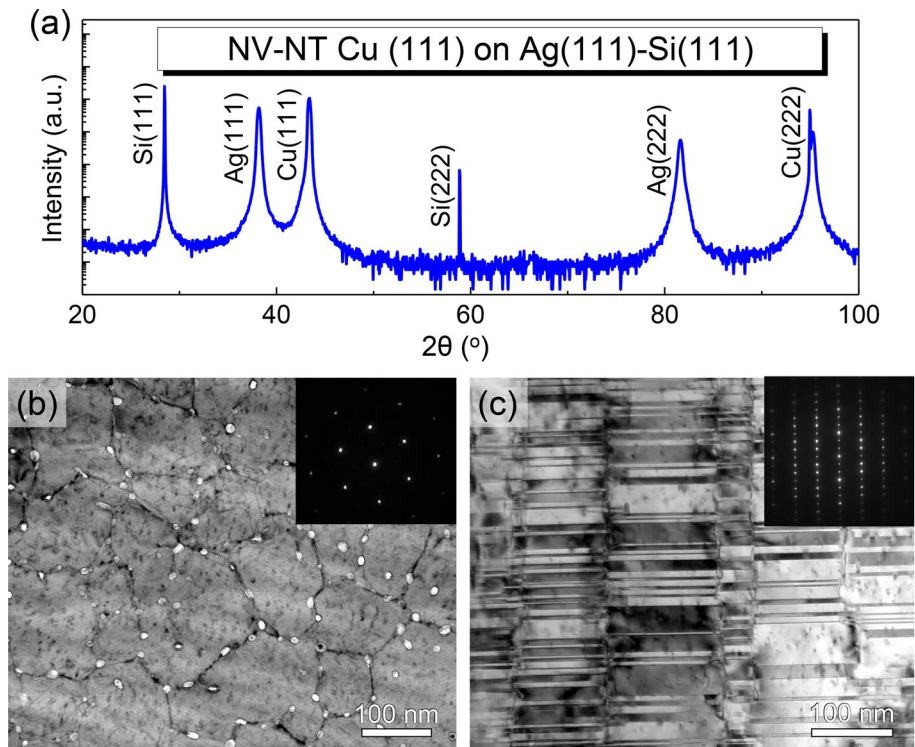 (a)
NV-NT Cu (111) on Ag(111)-Si(111)
Intensity (a.u.)
Si(111)
Ag(111)
Cu(111)
Si(222)
Ag(222)
Cu(222)
20 40 60 80 100
2θ (°)
(b)
100 nm
(c)
100 nm